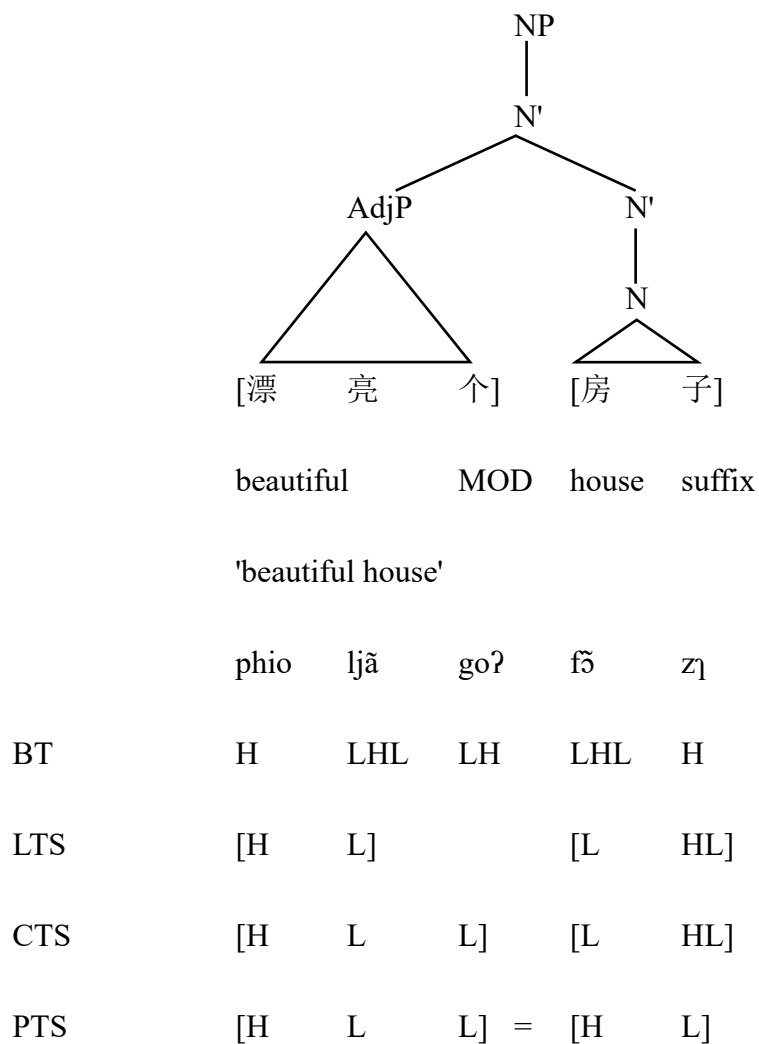 NP
N'
AdjP N'
N
[漂 亮 个] [房 子]
beautiful MOD house suffix
'beautiful house'
phio ljã goʔ fɔ̃ zɿ
BT H LHL LH LHL H
LTS [H L] [L HL]
CTS [H L L] [L HL]
PTS [H L L] = [H L]